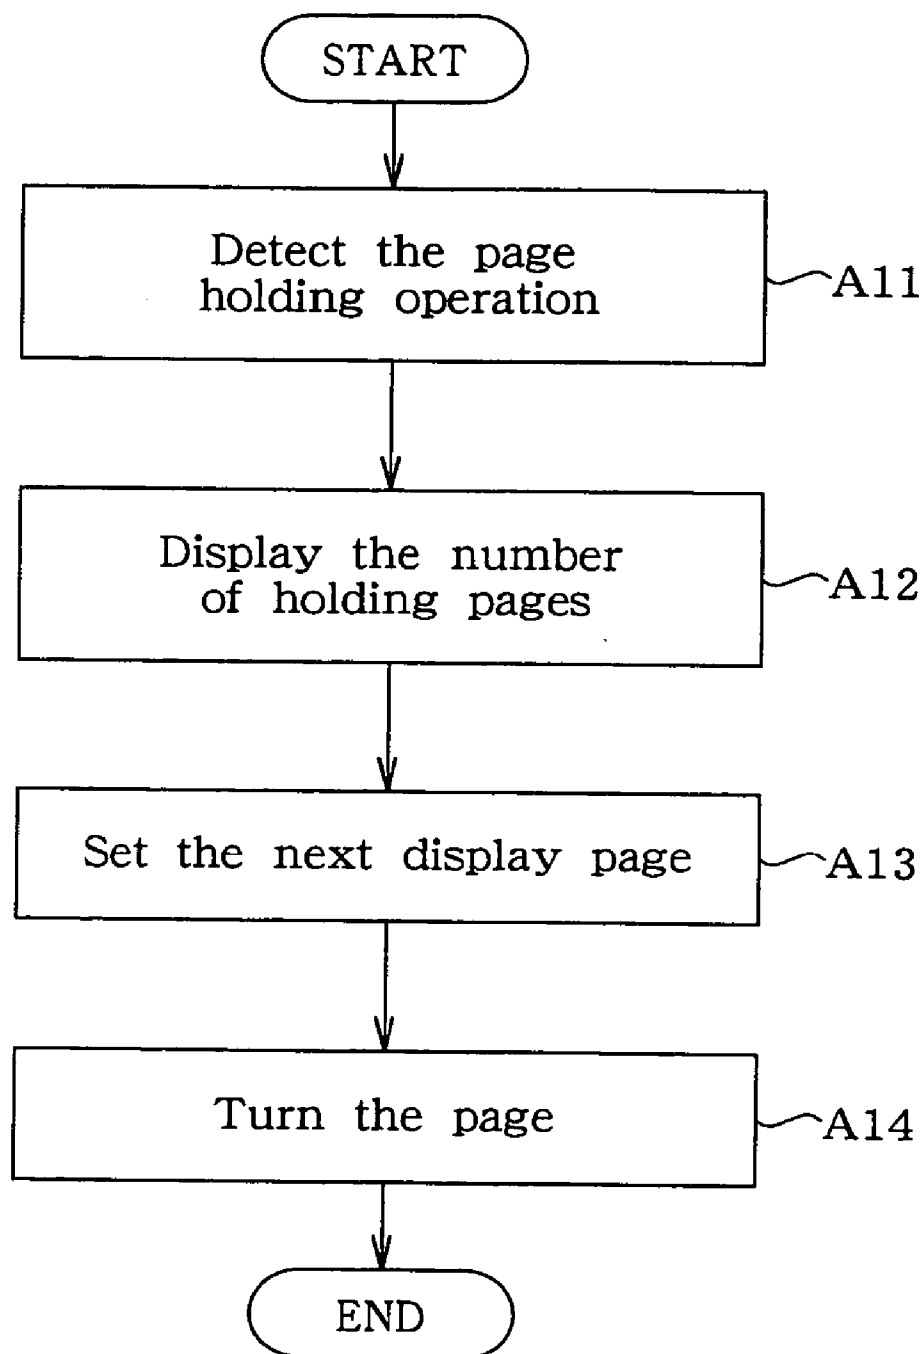 START
Detect the page
holding operation
A11
Display the number
of holding pages
A12
Set the next display page
A13
Turn the page
A14
END